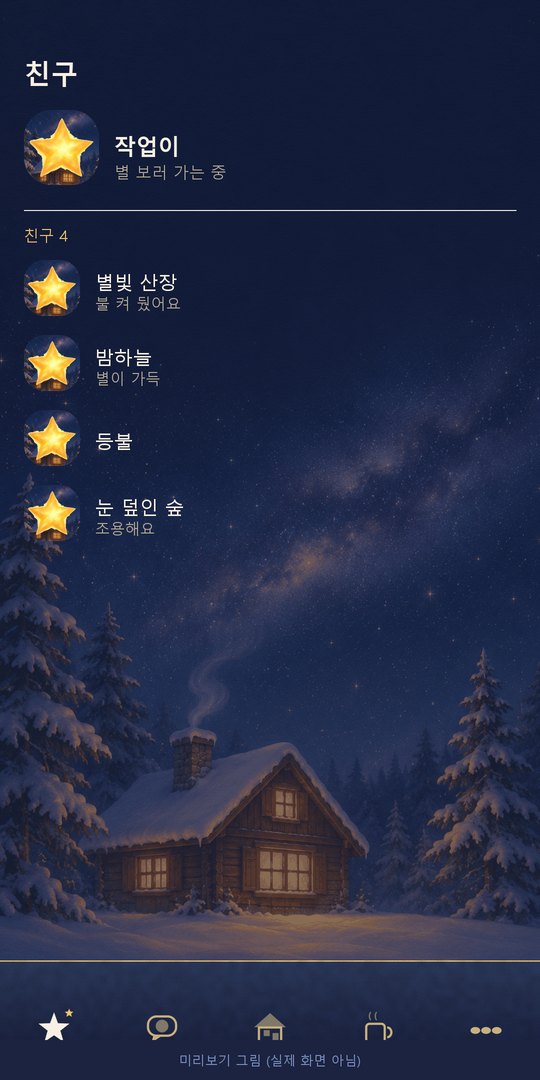 친구
작업이
별 보러 가는 중
친구 4
별빛 산장
불 켜 뒀어요
밤하늘
별이 가득
등불
눈 덮인 숲
조용해요
미리보기 그림 (실제 화면 아님)